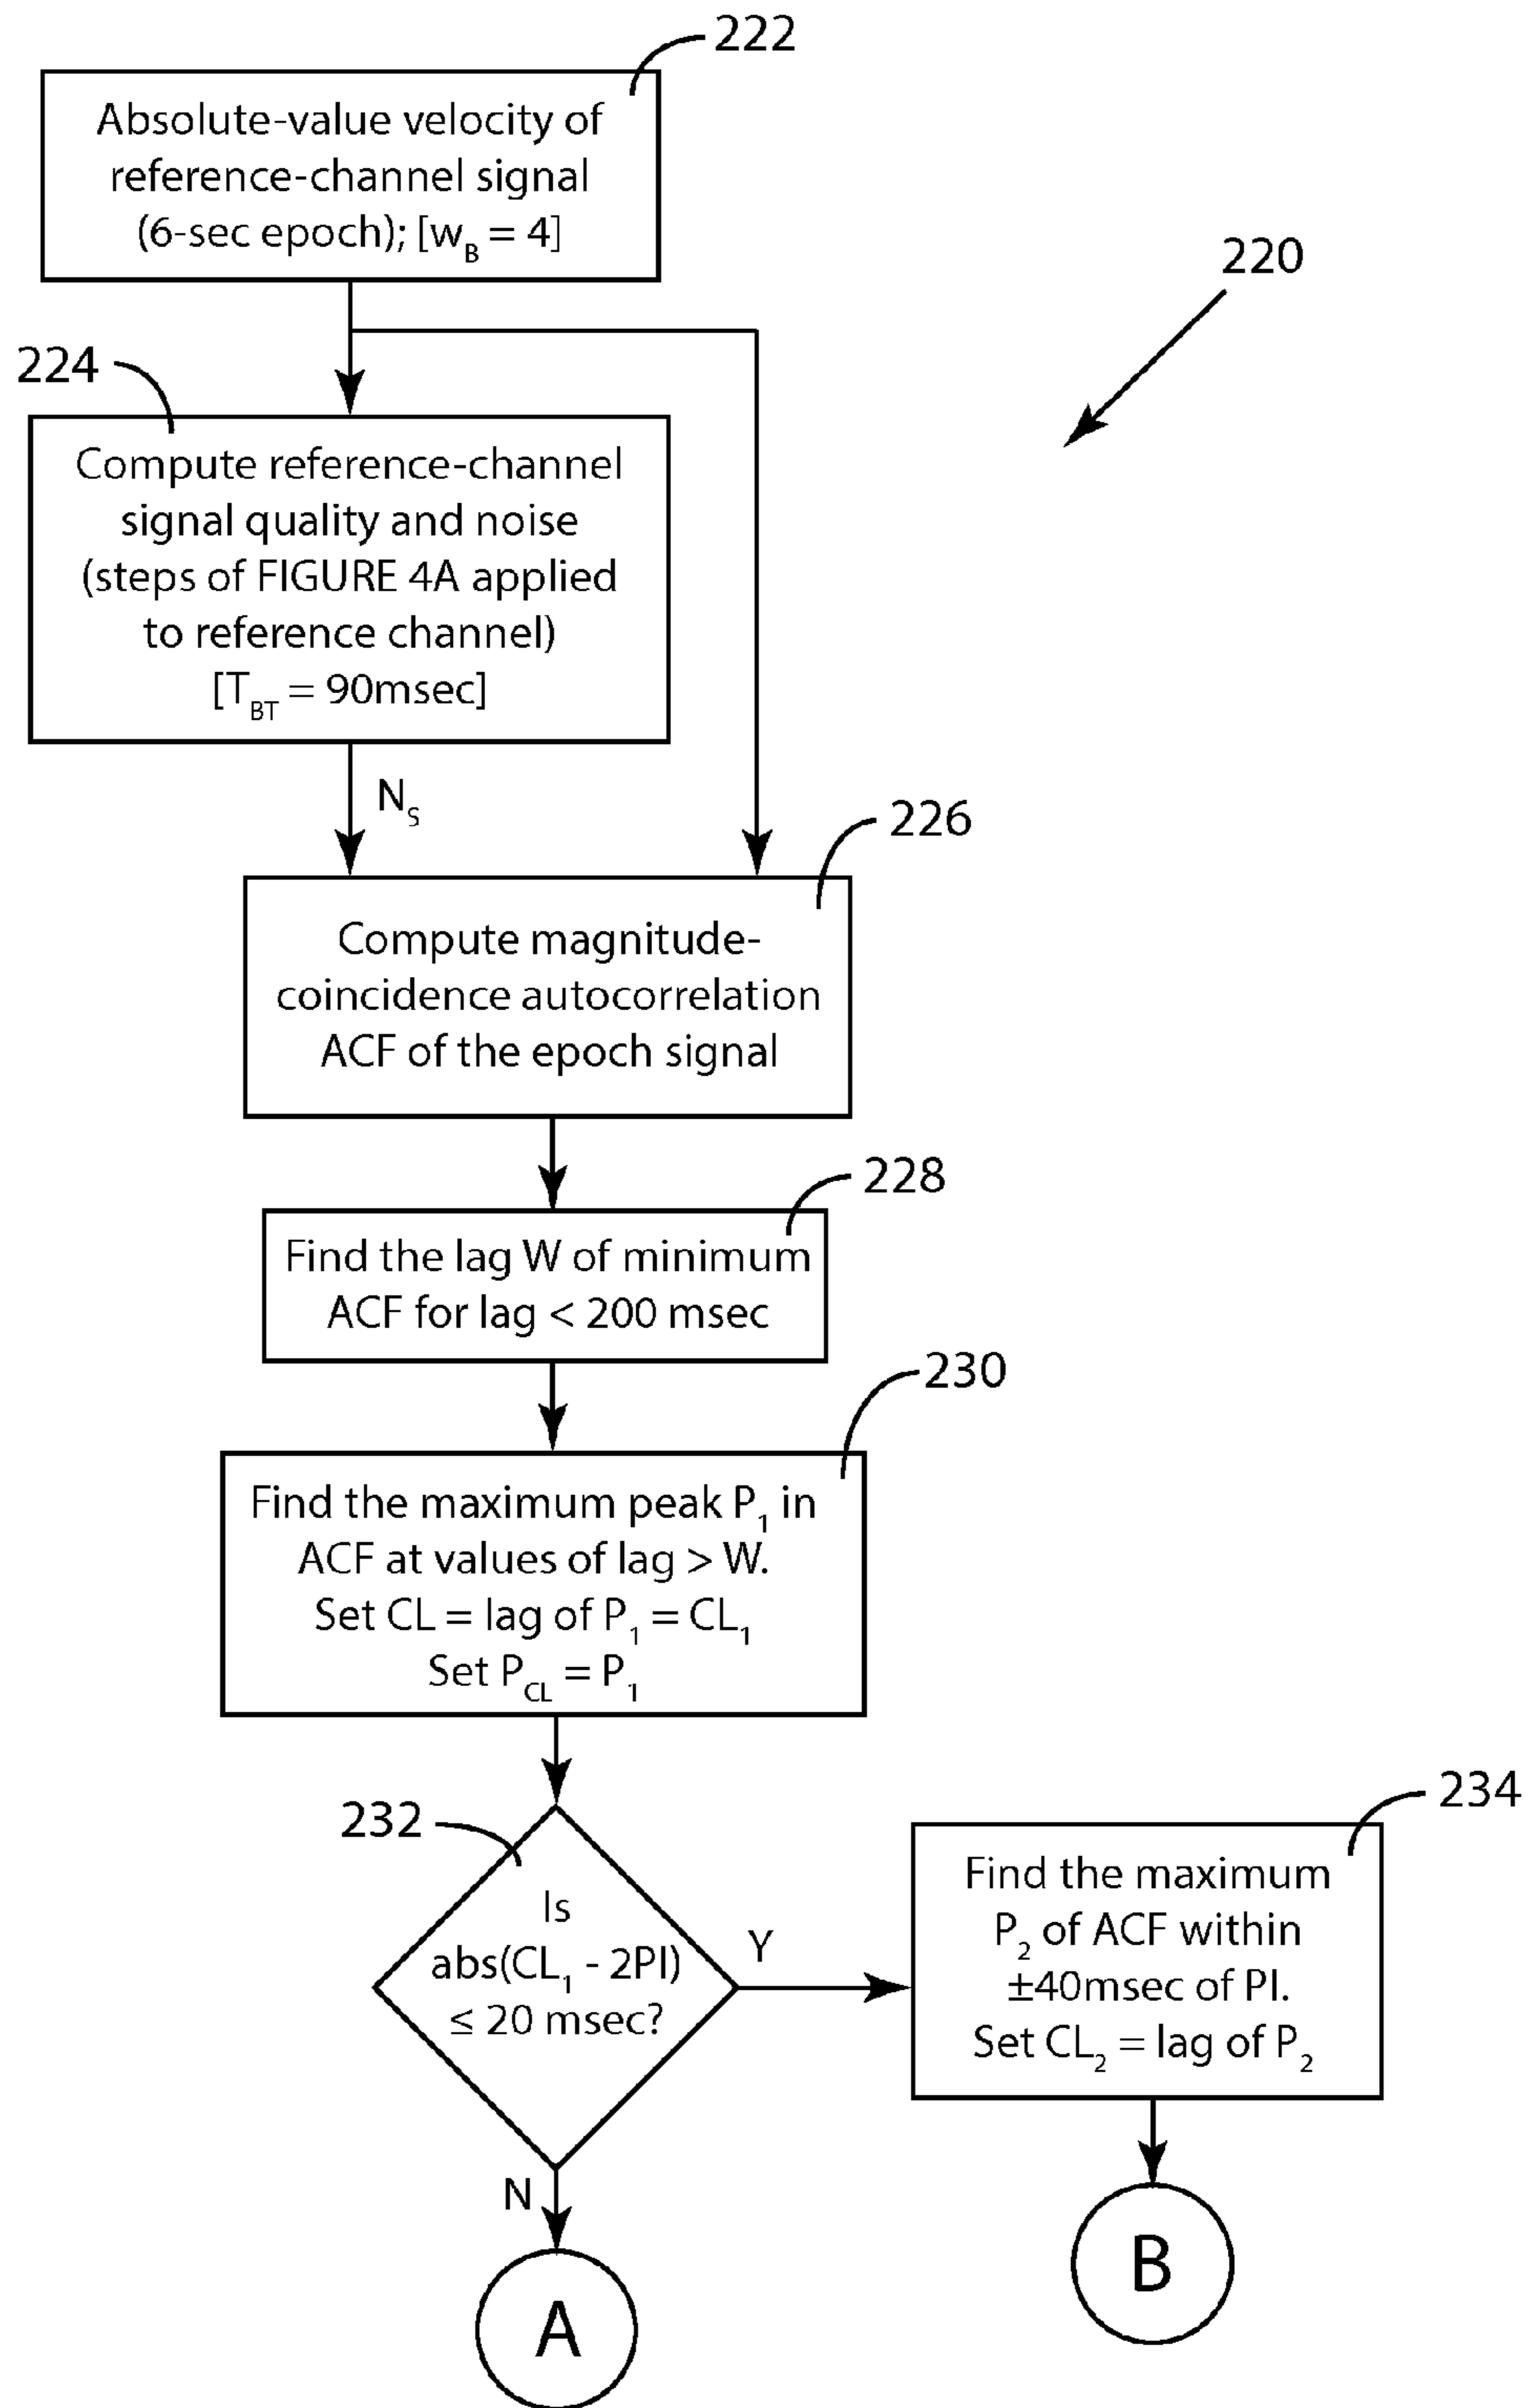 222
Absolute-value velocity of
reference-channel signal
(6-sec epoch); [w_B = 4]
220
224
Compute reference-channel
signal quality and noise
(steps of FIGURE 4A applied
to reference channel)
[T_BT = 90msec]
N_S
226
Compute magnitude-
coincidence autocorrelation
ACF of the epoch signal
228
Find the lag W of minimum
ACF for lag < 200 msec
230
Find the maximum peak P_1 in
ACF at values of lag > W.
Set CL = lag of P_1 = CL_1
Set P_CL = P_1
232
Is
abs(CL_1 - 2PI)
≤ 20 msec?
Y
N
234
Find the maximum
P_2 of ACF within
±40msec of PI.
Set CL_2 = lag of P_2
B
A